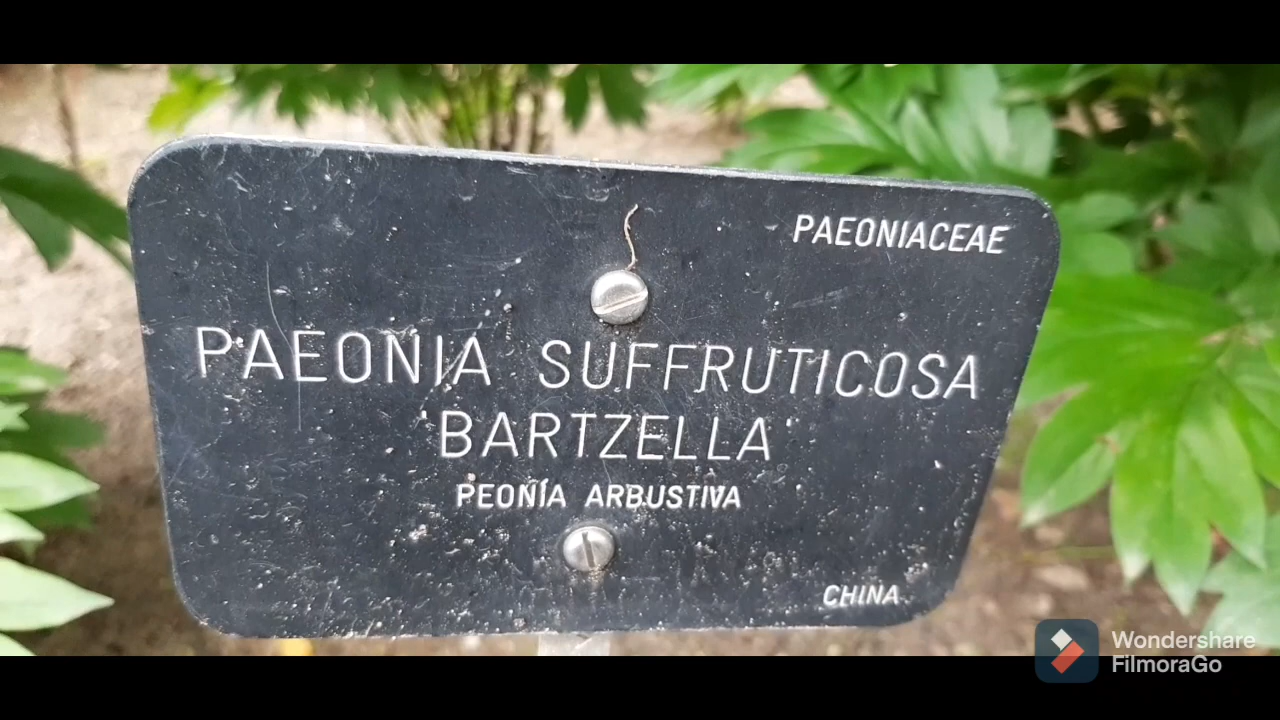 PAEONIACEAE
PAEONIA SUFFRUTICOSA
'BARTZELLA'
PEONÍA ARBUSTIVA
CHINA
Wondershare
FilmoraGo